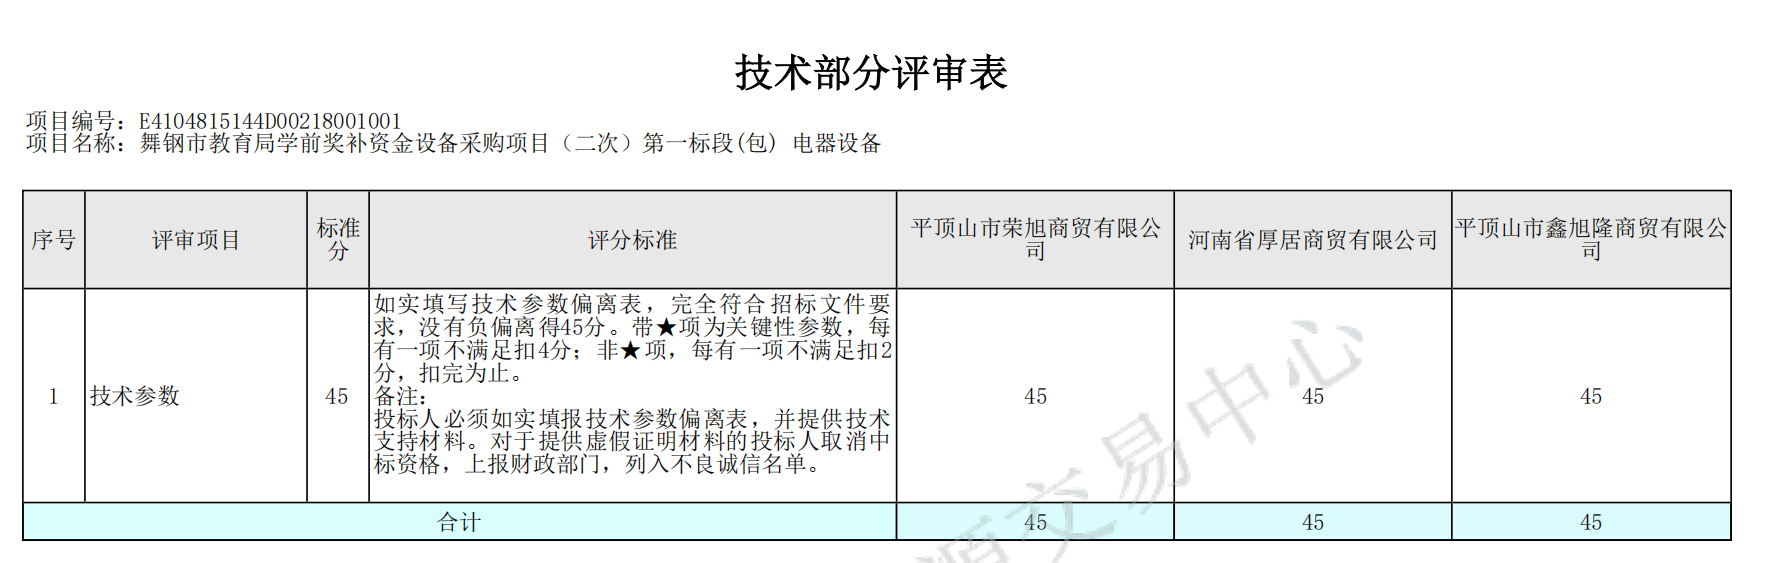 技术部分评审表
项目编号：E4104815144D00218001001
项目名称：舞钢市教育局学前奖补资金设备采购项目（二次）第一标段(包) 电器设备
序号
评审项目
标准
分
评分标准
平顶山市荣旭商贸有限公
司
河南省厚居商贸有限公司
平顶山市鑫旭隆商贸有限公
司
1
技术参数
45
如实填写技术参数偏离表，完全符合招标文件要
求，没有负偏离得45分。带★项为关键性参数，每
有一项不满足扣4分；非★项，每有一项不满足扣2
分，扣完为止。
备注：
投标人必须如实填报技术参数偏离表，并提供技术
支持材料。对于提供虚假证明材料的投标人取消中
标资格，上报财政部门，列入不良诚信名单。
45
45
45
合计
45
45
45
源交易中心